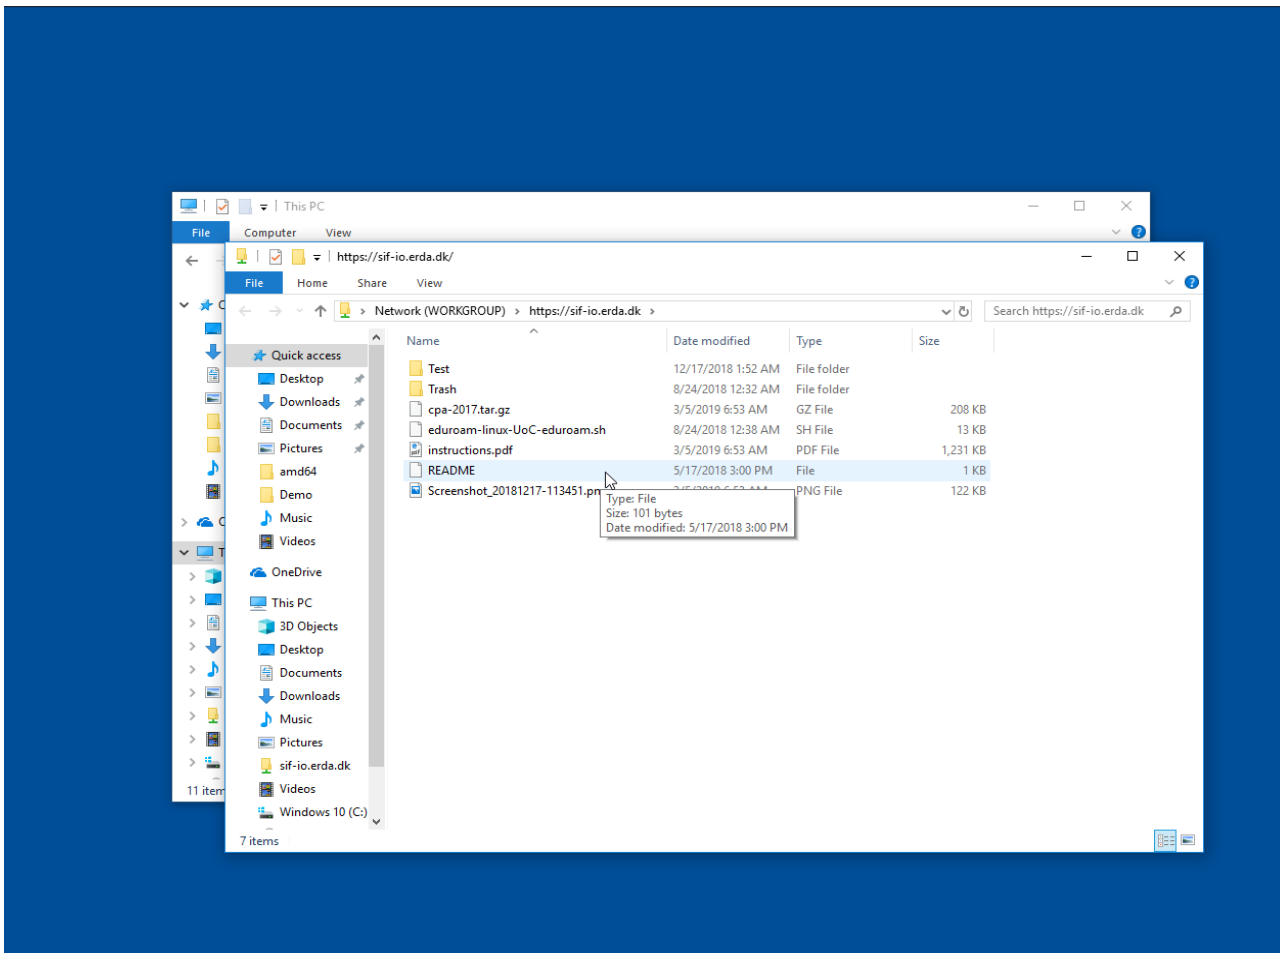 This PC
File Computer View
https://sif-io.erda.dk/
File Home Share View
Network (WORKGROUP) https://sif-io.erda.dk
Search https://sif-io.erda.dk
Name Date modified Type Size
Quick access
Desktop
Downloads
Documents
Pictures
amd64
Demo
Music
Videos
OneDrive
This PC
3D Objects
Desktop
Documents
Downloads
Music
Pictures
sif-io.erda.dk
Videos
Windows 10 (C:)
Test 12/17/2018 1:52 AM File folder
Trash 8/24/2018 12:32 AM File folder
cpa-2017.tar.gz 3/5/2019 6:53 AM GZ File 208 KB
eduroam-linux-UoC-eduroam.sh 8/24/2018 12:38 AM SH File 13 KB
instructions.pdf 3/5/2019 6:53 AM PDF File 1,231 KB
README 5/17/2018 3:00 PM File 1 KB
Screenshot_20181217-113451.pn PNG File 122 KB
Type: File
Size: 101 bytes
Date modified: 5/17/2018 3:00 PM
11 item
7 items